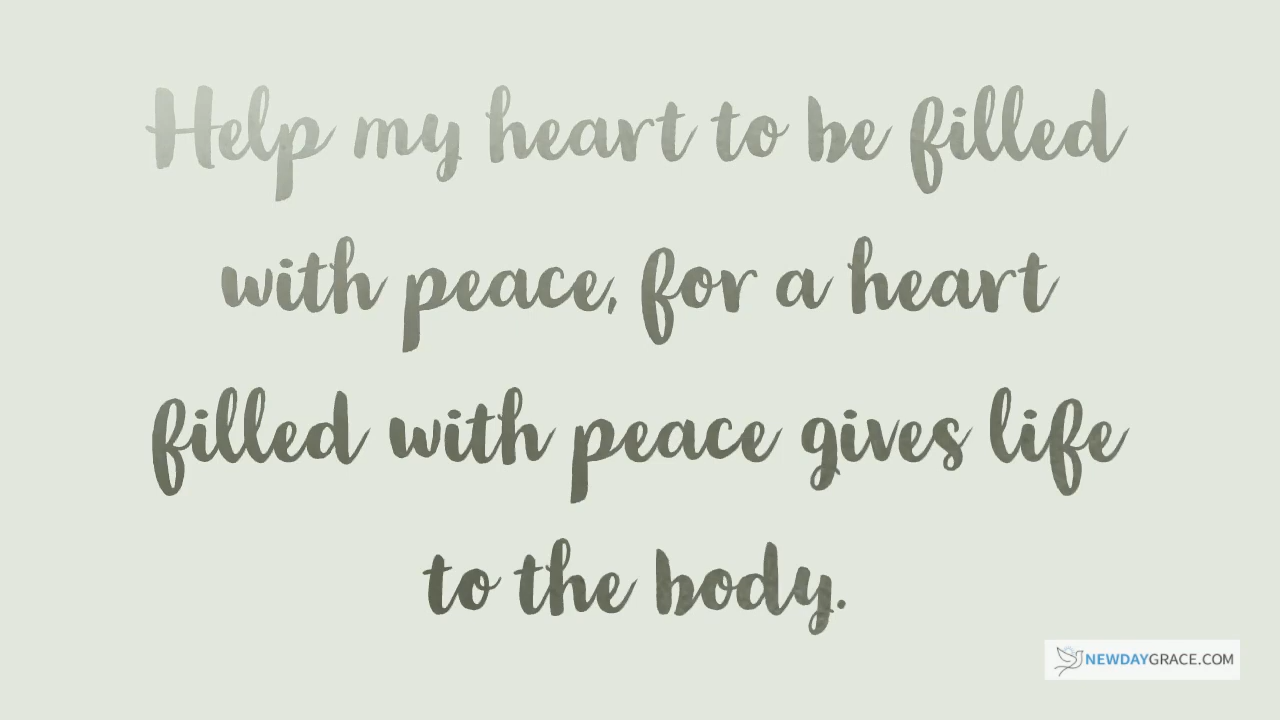 Help my heart to be filled
with peace, for a heart
filled with peace gives life
to the body.
NEWDAYGRACE.COM